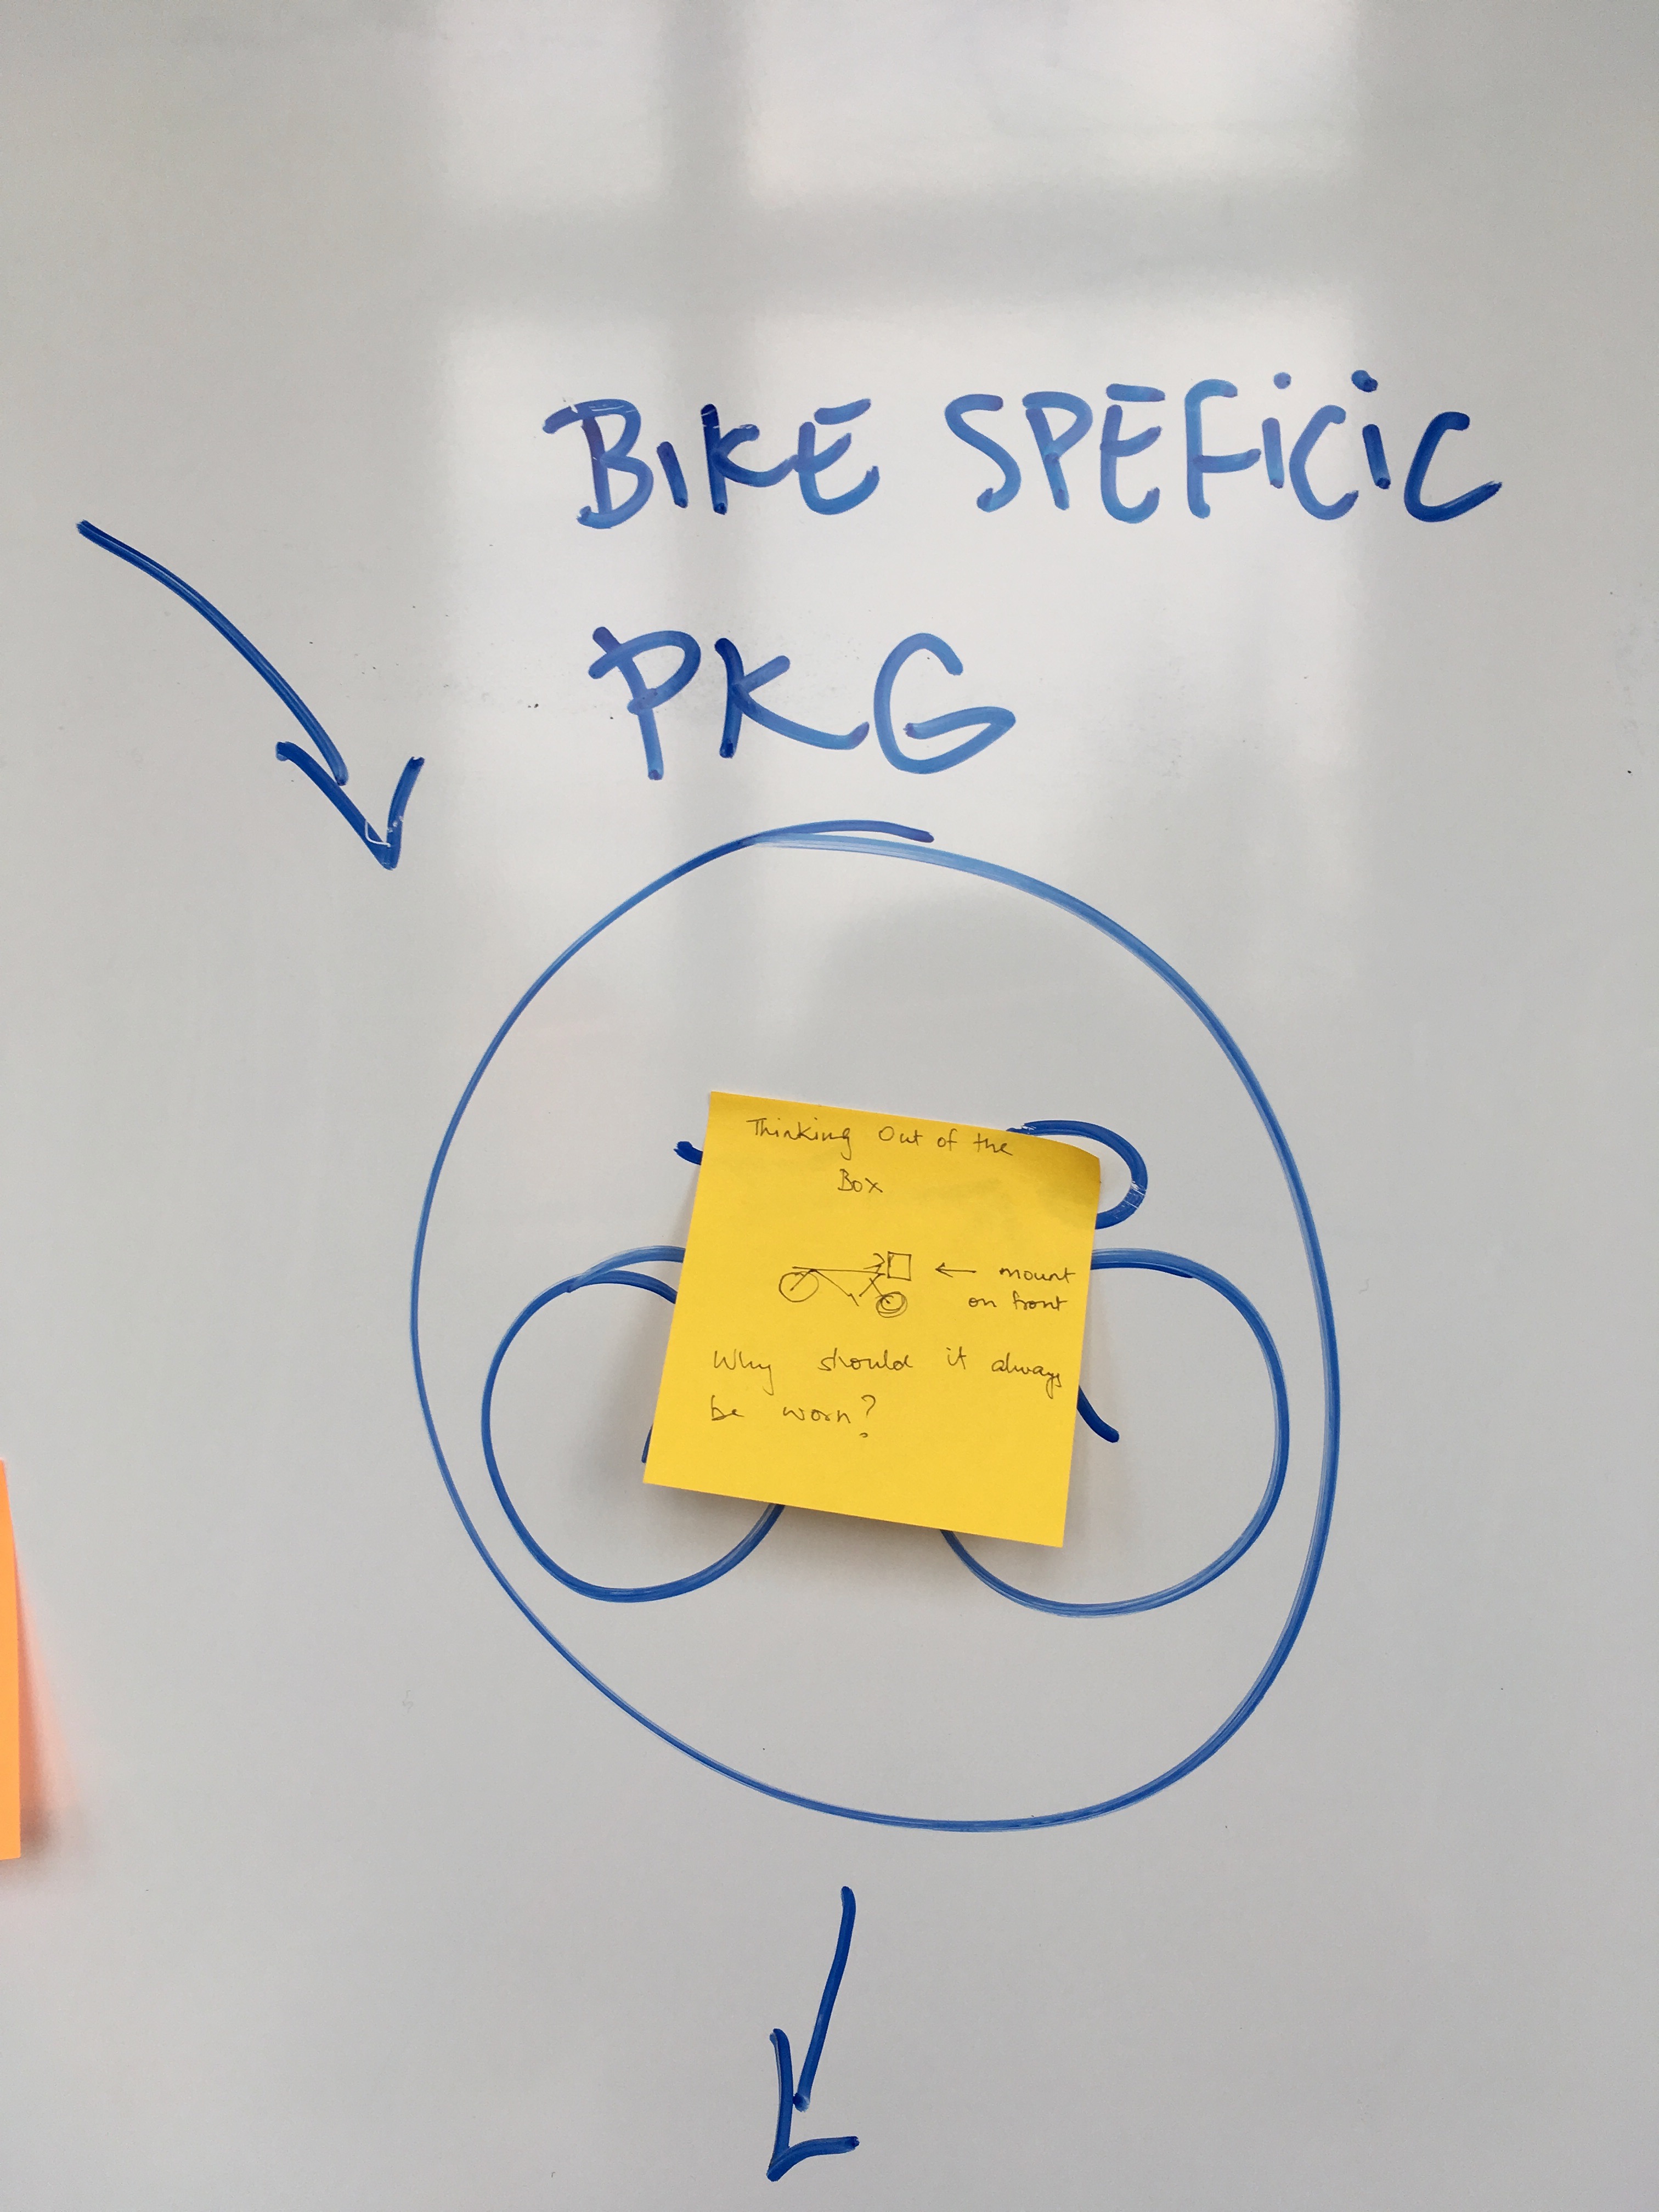 BIKE SPEFICIC
PKG
Thinking Out of the
Box
← mount
on front
Why should it always
be worn?